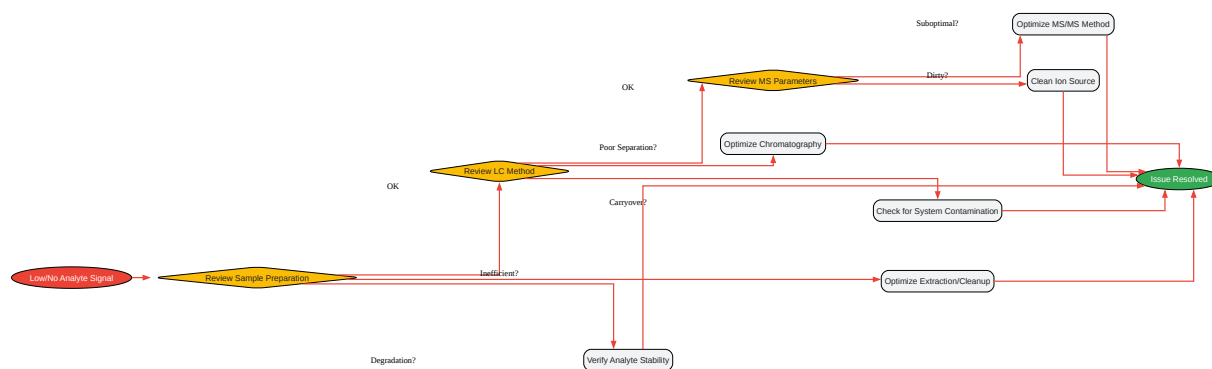 Suboptimal?
Optimize MS/MS Method
Review MS Parameters
Dirty?
Clean Ion Source
OK
Poor Separation?
Optimize Chromatography
Review LC Method
Issue Resolved
OK
Carryover?
Check for System Contamination
Low/No Analyte Signal
Review Sample Preparation
Inefficient?
Optimize Extraction/Cleanup
Degradation?
Verify Analyte Stability